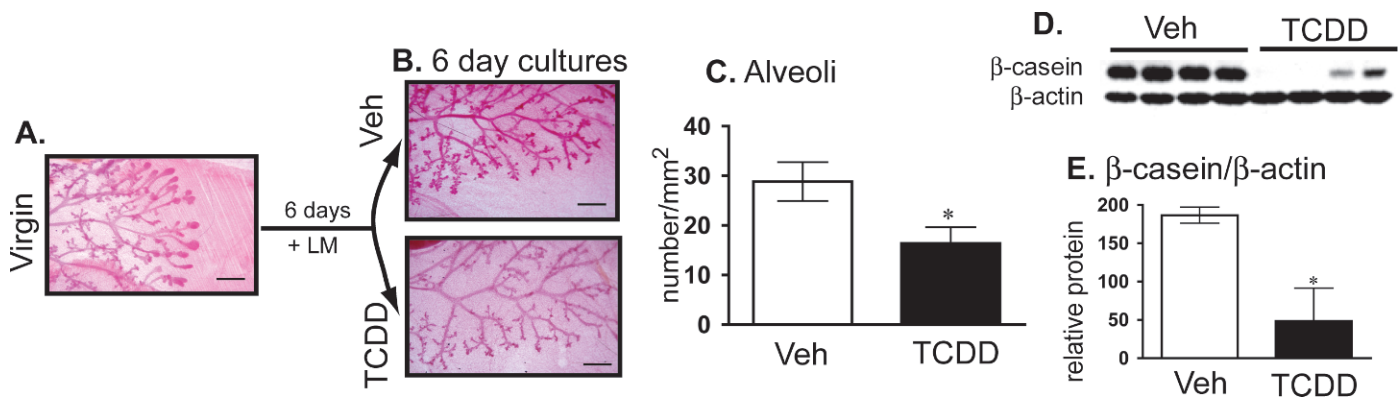 A.
Virgin
6 days
+ LM
B. 6 day cultures
Veh
TCDD
C. Alveoli
number/mm²
40
30
20
10
0
*
Veh
TCDD
D.
Veh
TCDD
β-casein
β-actin
E. β-casein/β-actin
relative protein
200
150
100
50
0
*
Veh
TCDD